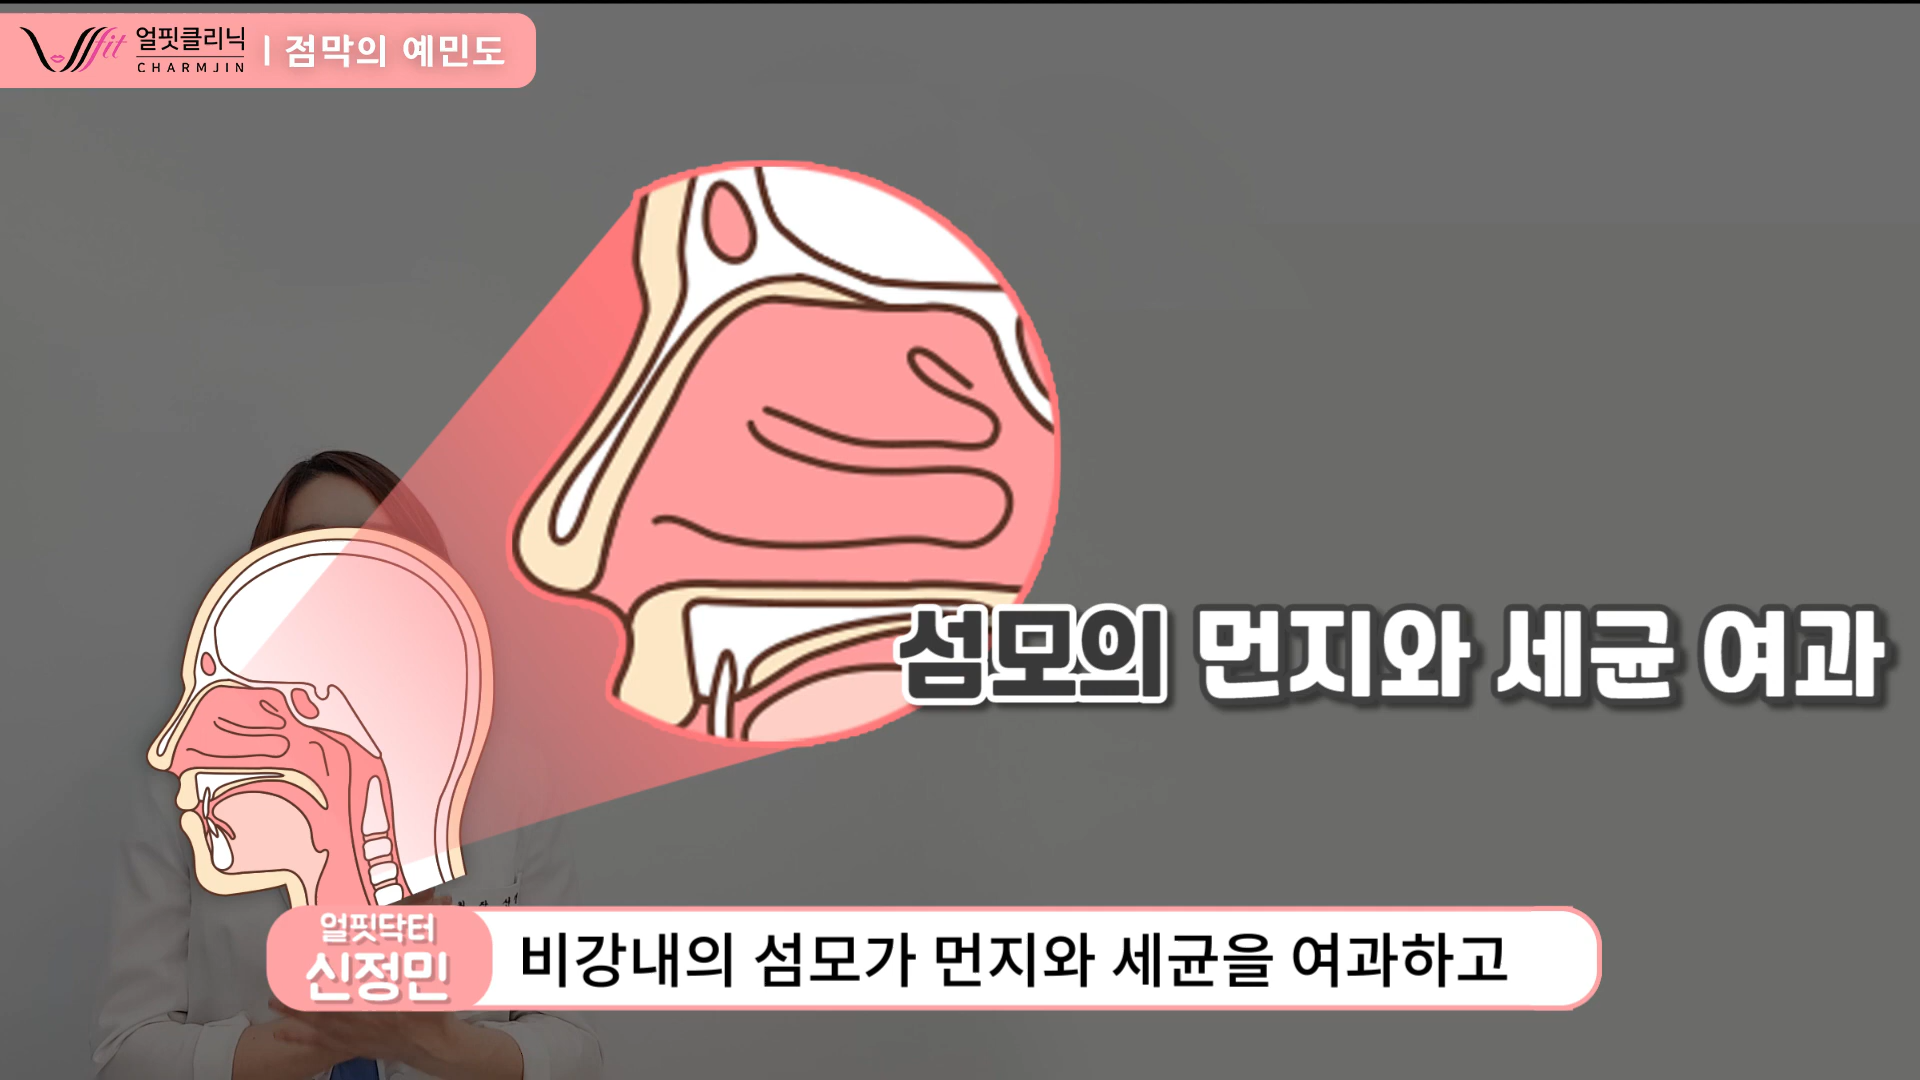 fit 얼핏클리닉
CHARMJIN
| 점막의 예민도
섬모의 먼지와 세균 여과
얼핏닥터
신정민
비강내의 섬모가 먼지와 세균을 여과하고